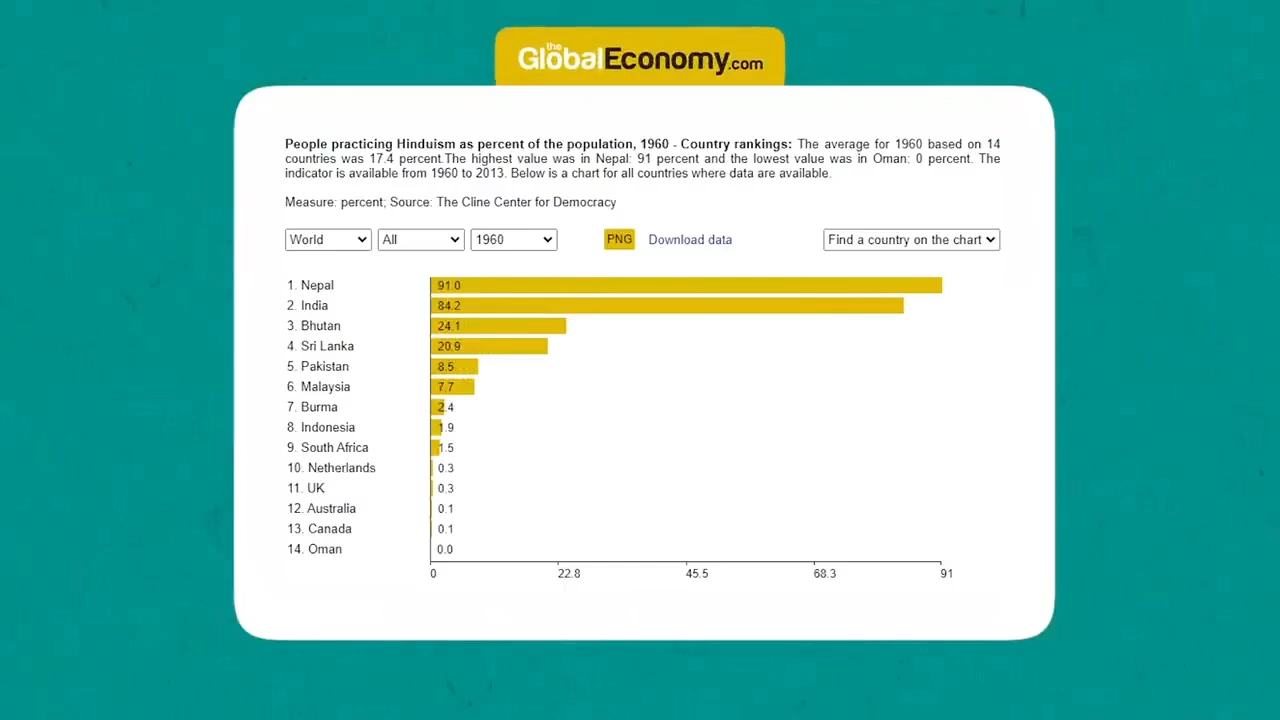 the
GlobalEconomy.com
People practicing Hinduism as percent of the population, 1960 - Country rankings: The average for 1960 based on 14
countries was 17.4 percent.The highest value was in Nepal: 91 percent and the lowest value was in Oman: 0 percent. The
indicator is available from 1960 to 2013. Below is a chart for all countries where data are available.
Measure: percent; Source: The Cline Center for Democracy
World All 1960 PNG Download data Find a country on the chart
1. Nepal 91.0
2. India 84.2
3. Bhutan 24.1
4. Sri Lanka 20.9
5. Pakistan 8.5
6. Malaysia 7.7
7. Burma 2.4
8. Indonesia 1.9
9. South Africa 1.5
10. Netherlands 0.3
11. UK 0.3
12. Australia 0.1
13. Canada 0.1
14. Oman 0.0
0 22.8 45.5 68.3 91